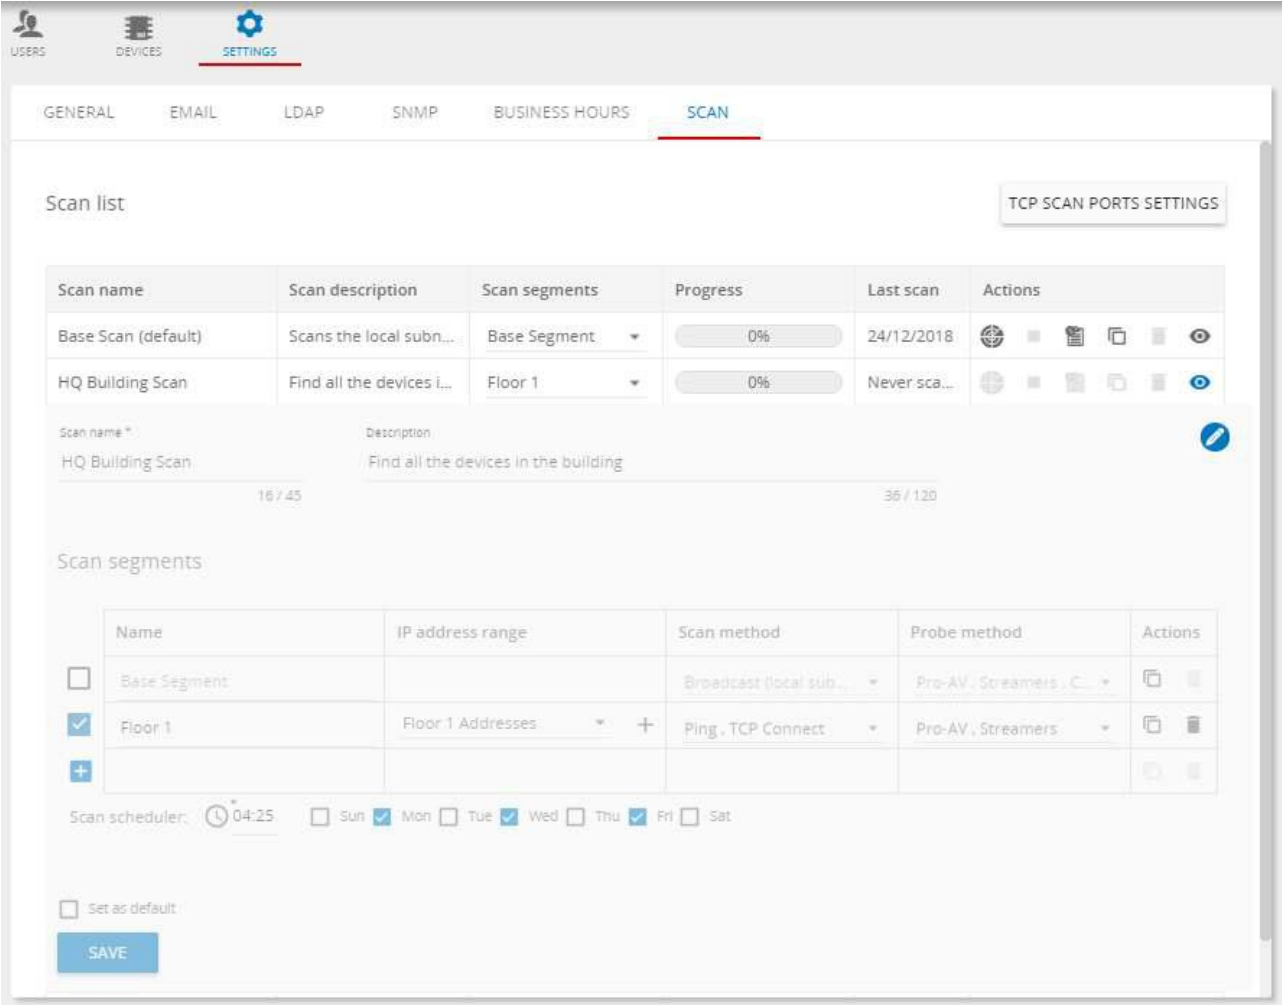 USERS DEVICES SETTINGS
GENERAL EMAIL LDAP SNMP BUSINESS HOURS SCAN
Scan list TCP SCAN PORTS SETTINGS
Scan name Scan description Scan segments Progress Last scan Actions
Base Scan (default) Scans the local subn... Base Segment 0% 24/12/2018
HQ Building Scan Find all the devices i... Floor 1 0% Never sca...
Scan name * Description
HQ Building Scan Find all the devices in the building
16 / 45 36 / 120
Scan segments
Name IP address range Scan method Probe method Actions
Base Segment Broadcast (local sub... Pro-AV , Streamers , C...
Floor 1 Floor 1 Addresses + Ping , TCP Connect Pro-AV , Streamers
Scan scheduler: 04:25 Sun Mon Tue Wed Thu Fri Sat
Set as default
SAVE